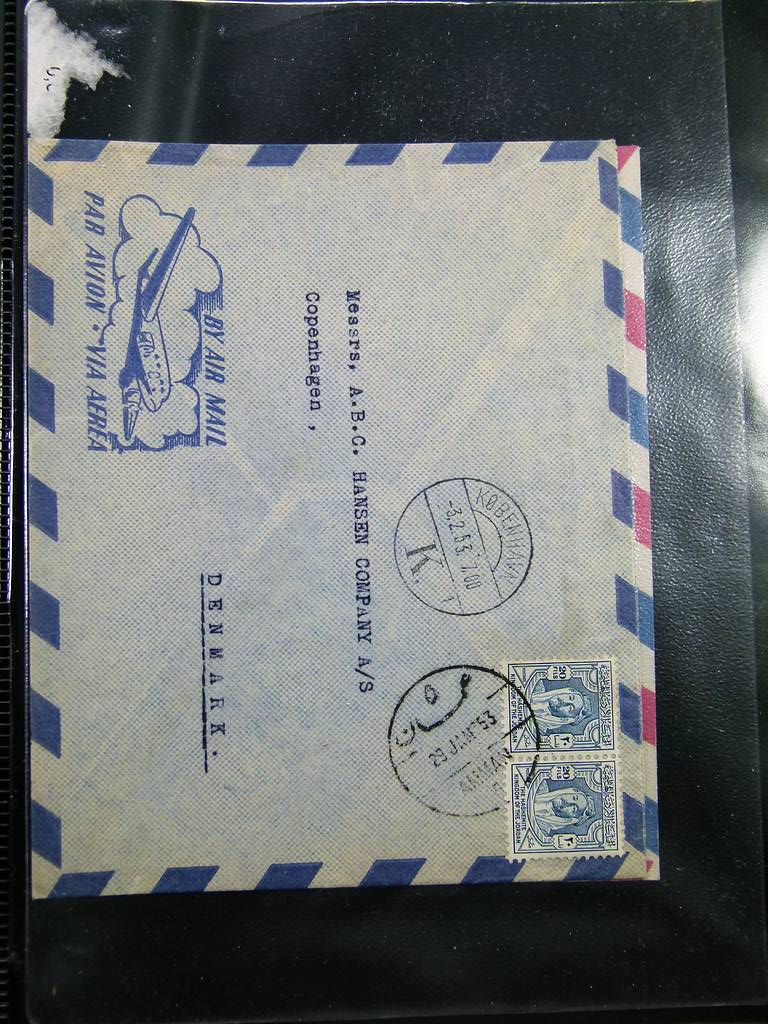 BY AIR MAIL
PAR AVION · VIA AEREA
Messrs, A.B.C. HANSEN COMPANY A/S
Copenhagen ,
DENMARK.
KØBENHAVN
-3.2.53. 7.00
K.
عمان
29 JAN 53
AMMAN
20
FILS
٢٠
THE HASHEMITE
KINGDOM OF THE JORDAN
20
FILS
٢٠
THE HASHEMITE
KINGDOM OF THE JORDAN